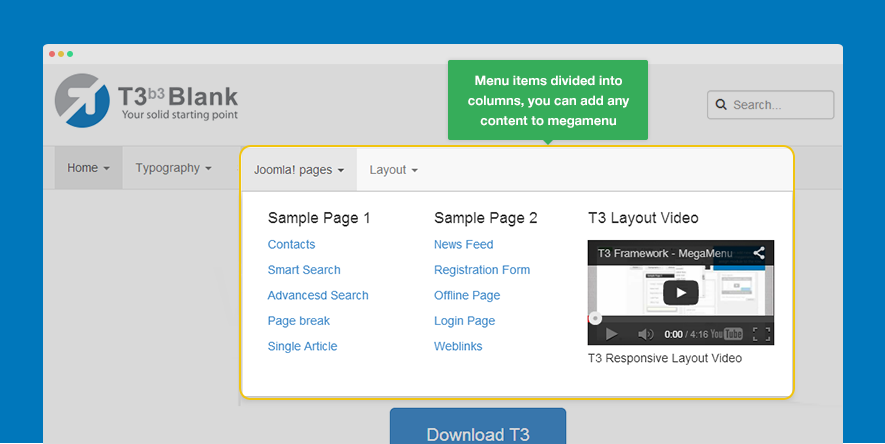 Menu items divided into
columns, you can add any
content to megamenu
T3b3 Blank
Your solid starting point
Search...
Home
Typography
Joomla! pages
Layout
Sample Page 1
Contacts
Smart Search
Advancesd Search
Page break
Single Article
Sample Page 2
News Feed
Registration Form
Offline Page
Login Page
Weblinks
T3 Layout Video
T3 Framework - MegaMenu
0:00 / 4:16 YouTube
T3 Responsive Layout Video
Download T3